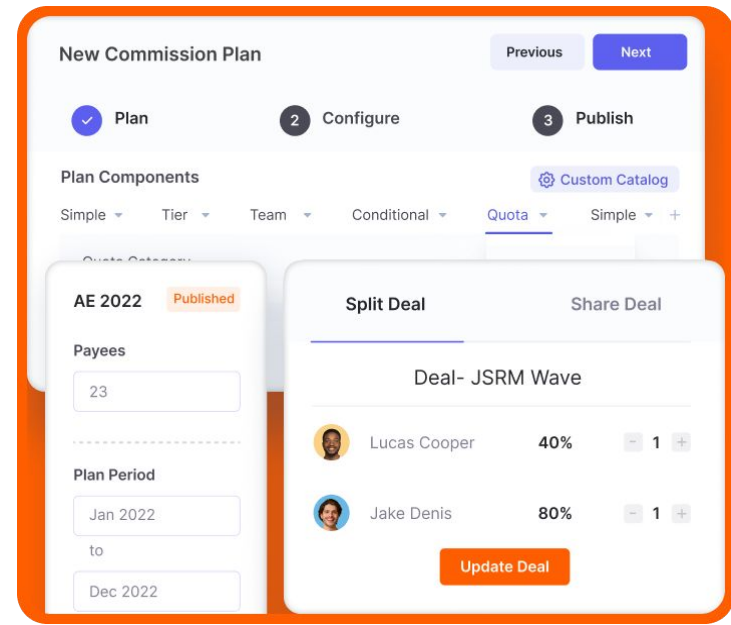 New Commission Plan
Previous
Next
Plan
2 Configure
3 Publish
Plan Components
Custom Catalog
Simple Tier Team Conditional Quota Simple +
AE 2022 Published
Payees
23
Plan Period
Jan 2022
to
Dec 2022
Split Deal Share Deal
Deal- JSRM Wave
Lucas Cooper 40% - 1 +
Jake Denis 80% - 1 +
Update Deal